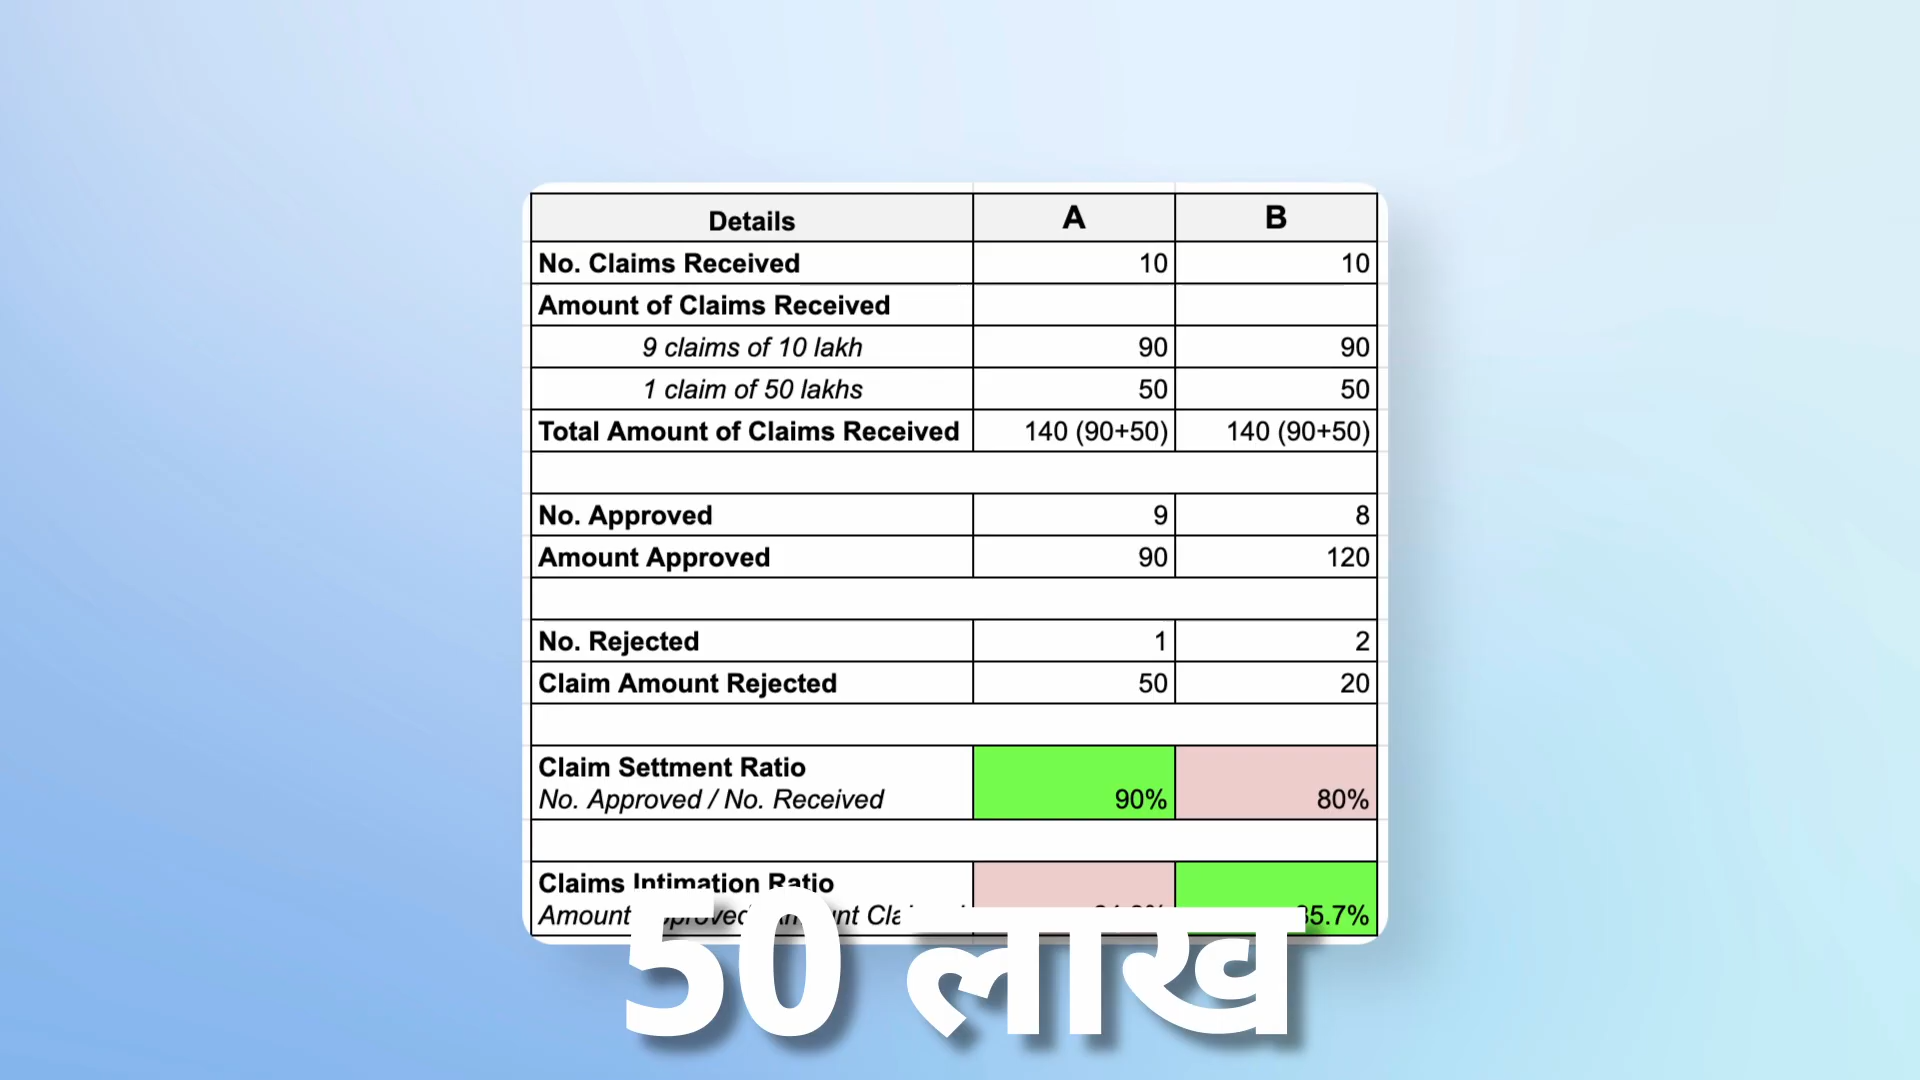 Details A B
No. Claims Received 10 10
Amount of Claims Received
9 claims of 10 lakh 90 90
1 claim of 50 lakhs 50 50
Total Amount of Claims Received 140 (90+50) 140 (90+50)
No. Approved 9 8
Amount Approved 90 120
No. Rejected 1 2
Claim Amount Rejected 50 20
Claim Settment Ratio
No. Approved / No. Received 90% 80%
Claims Intimation Ratio
Amount
50 लाख